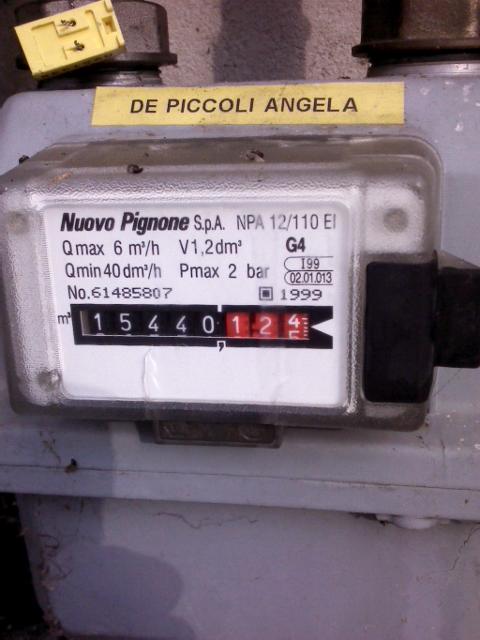 DE PICCOLI ANGELA
Nuovo Pignone S.p.A. NPA 12/110 EI
Qmax 6 m³/h V1,2dm³ G4
Qmin 40 dm³/h Pmax 2 bar I99
02.01.013
No.61485807 1999
m³ 15440,124